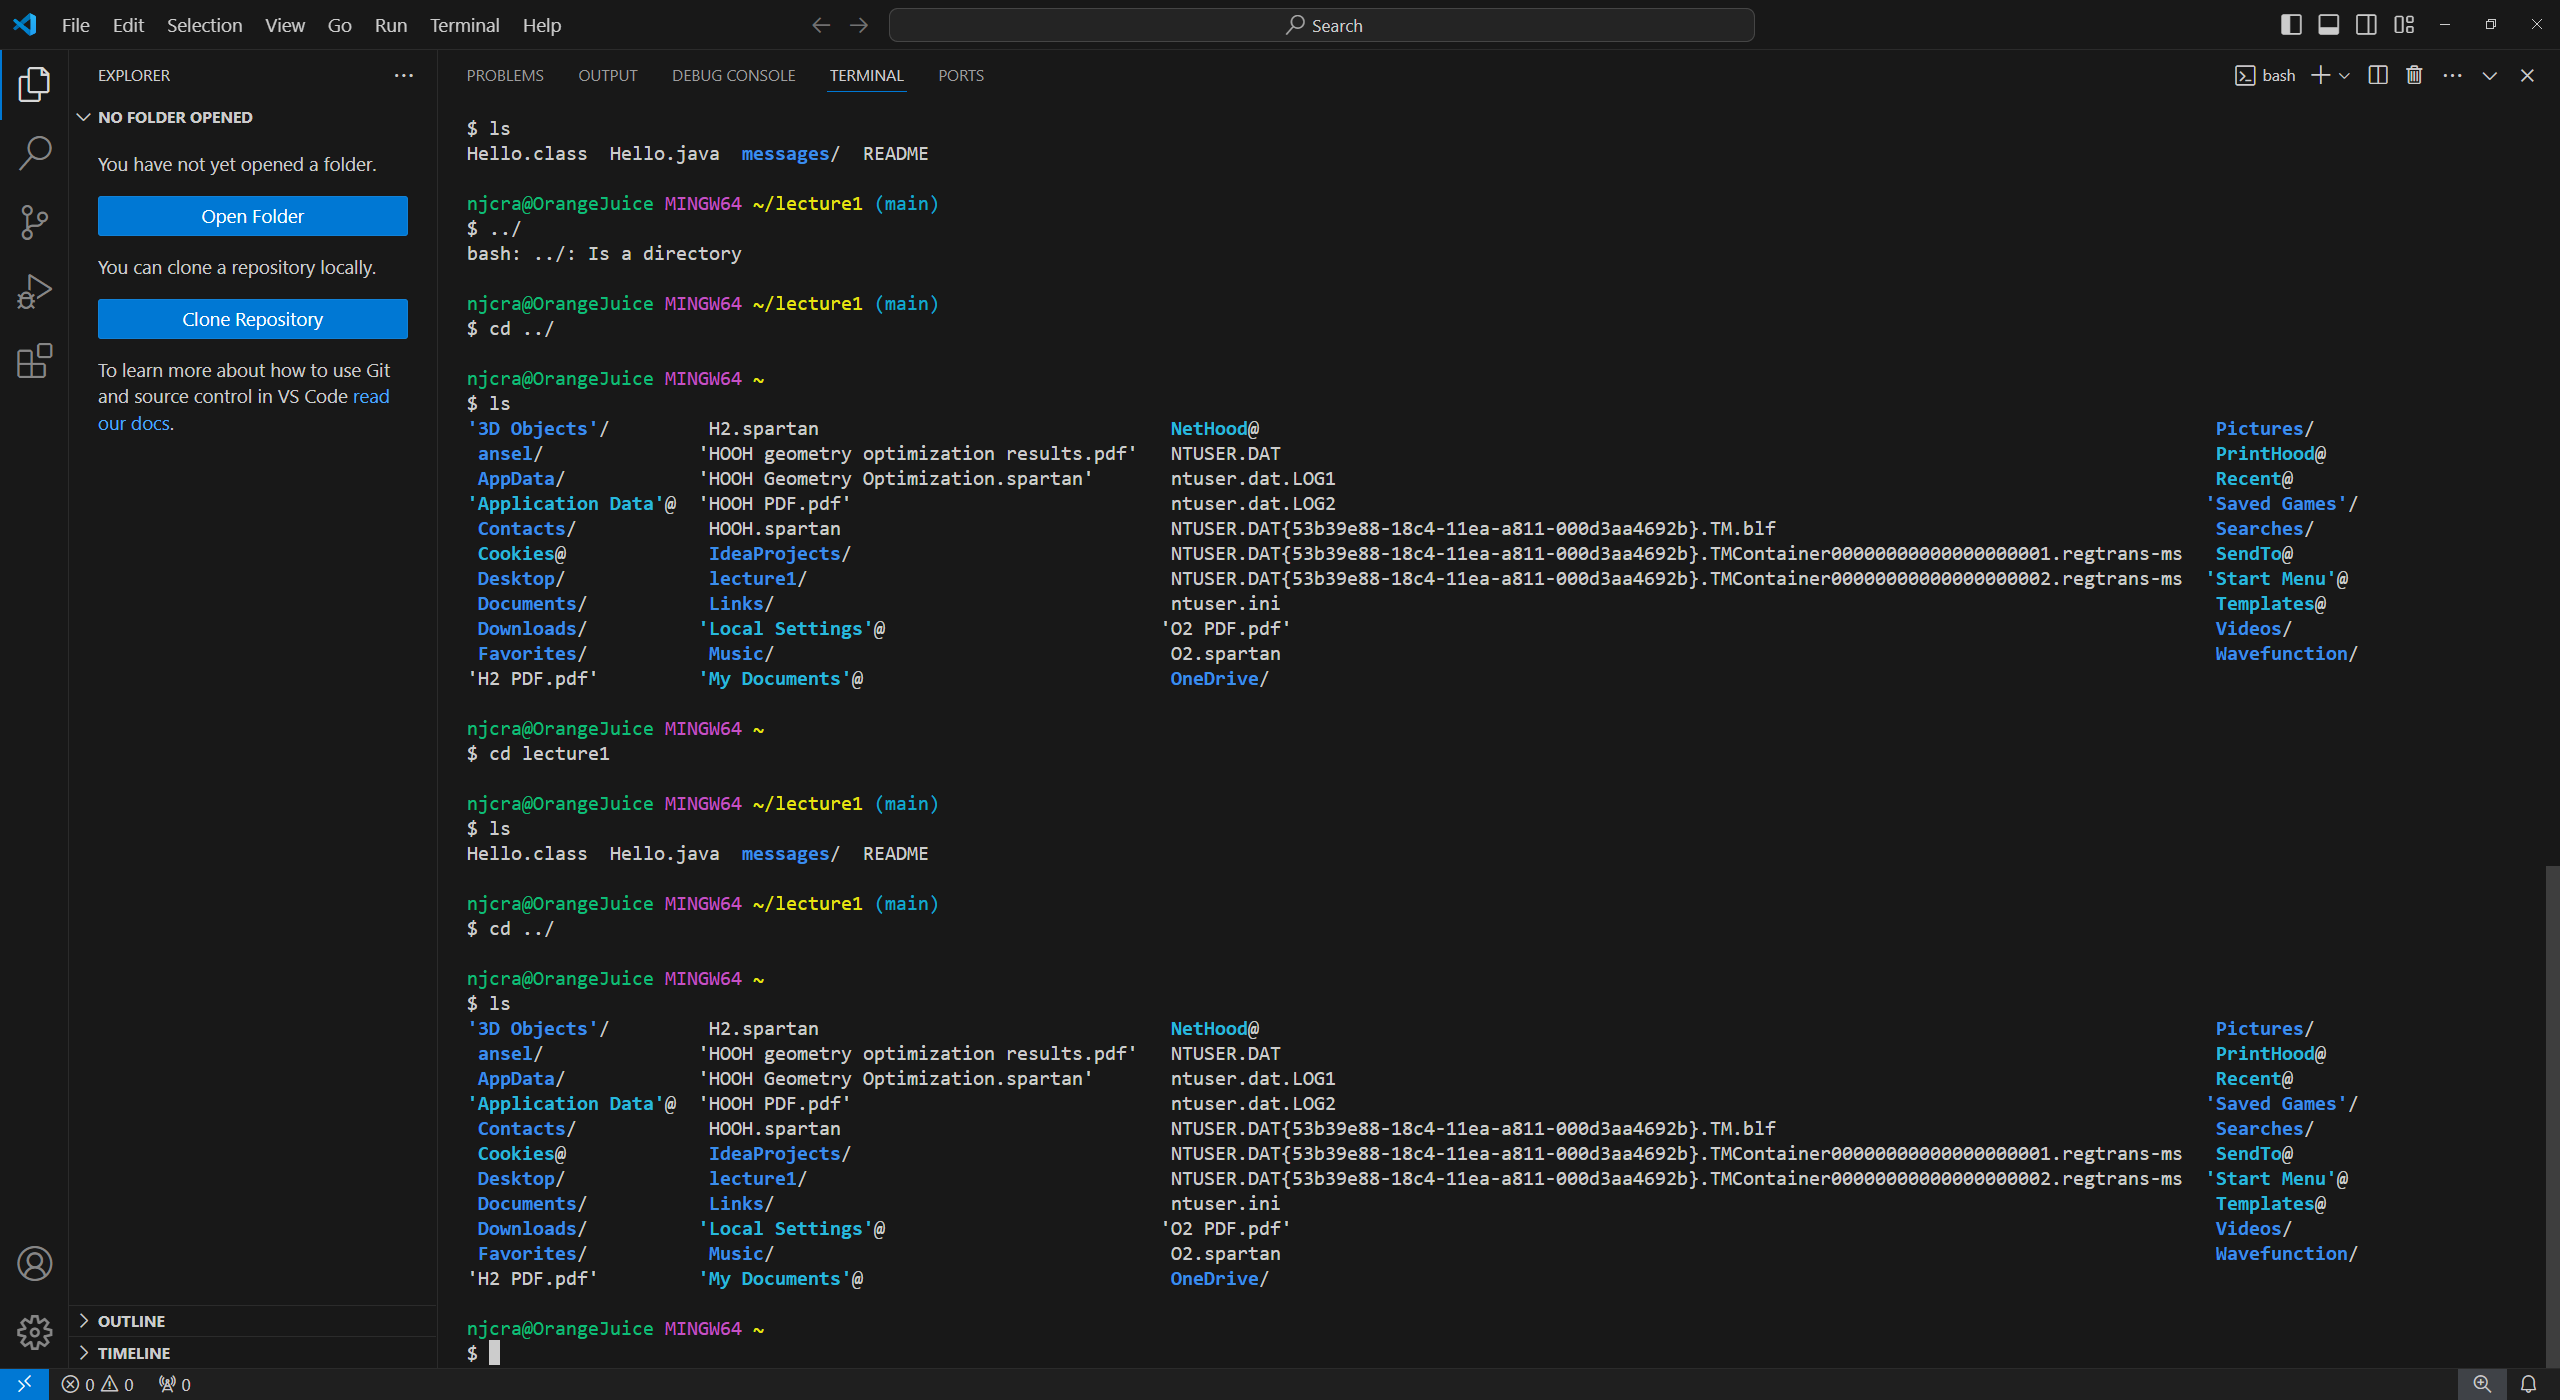 File Edit Selection View Go Run Terminal Help
Search
EXPLORER
NO FOLDER OPENED
You have not yet opened a folder.
Open Folder
You can clone a repository locally.
Clone Repository
To learn more about how to use Git
and source control in VS Code read
our docs.
OUTLINE
TIMELINE
PROBLEMS OUTPUT DEBUG CONSOLE TERMINAL PORTS
bash
$ ls
Hello.class  Hello.java  messages/  README
njcra@OrangeJuice MINGW64 ~/lecture1 (main)
$ ../
bash: ../: Is a directory
njcra@OrangeJuice MINGW64 ~/lecture1 (main)
$ cd ../
njcra@OrangeJuice MINGW64 ~
$ ls
'3D Objects'/ H2.spartan NetHood@ Pictures/
ansel/ 'HOOH geometry optimization results.pdf' NTUSER.DAT PrintHood@
AppData/ 'HOOH Geometry Optimization.spartan' ntuser.dat.LOG1 Recent@
'Application Data'@ 'HOOH PDF.pdf' ntuser.dat.LOG2 'Saved Games'/
Contacts/ HOOH.spartan NTUSER.DAT{53b39e88-18c4-11ea-a811-000d3aa4692b}.TM.blf Searches/
Cookies@ IdeaProjects/ NTUSER.DAT{53b39e88-18c4-11ea-a811-000d3aa4692b}.TMContainer00000000000000000001.regtrans-ms SendTo@
Desktop/ lecture1/ NTUSER.DAT{53b39e88-18c4-11ea-a811-000d3aa4692b}.TMContainer00000000000000000002.regtrans-ms 'Start Menu'@
Documents/ Links/ ntuser.ini Templates@
Downloads/ 'Local Settings'@ 'O2 PDF.pdf' Videos/
Favorites/ Music/ O2.spartan Wavefunction/
'H2 PDF.pdf' 'My Documents'@ OneDrive/
njcra@OrangeJuice MINGW64 ~
$ cd lecture1
njcra@OrangeJuice MINGW64 ~/lecture1 (main)
$ ls
Hello.class  Hello.java  messages/  README
njcra@OrangeJuice MINGW64 ~/lecture1 (main)
$ cd ../
njcra@OrangeJuice MINGW64 ~
$ ls
'3D Objects'/ H2.spartan NetHood@ Pictures/
ansel/ 'HOOH geometry optimization results.pdf' NTUSER.DAT PrintHood@
AppData/ 'HOOH Geometry Optimization.spartan' ntuser.dat.LOG1 Recent@
'Application Data'@ 'HOOH PDF.pdf' ntuser.dat.LOG2 'Saved Games'/
Contacts/ HOOH.spartan NTUSER.DAT{53b39e88-18c4-11ea-a811-000d3aa4692b}.TM.blf Searches/
Cookies@ IdeaProjects/ NTUSER.DAT{53b39e88-18c4-11ea-a811-000d3aa4692b}.TMContainer00000000000000000001.regtrans-ms SendTo@
Desktop/ lecture1/ NTUSER.DAT{53b39e88-18c4-11ea-a811-000d3aa4692b}.TMContainer00000000000000000002.regtrans-ms 'Start Menu'@
Documents/ Links/ ntuser.ini Templates@
Downloads/ 'Local Settings'@ 'O2 PDF.pdf' Videos/
Favorites/ Music/ O2.spartan Wavefunction/
'H2 PDF.pdf' 'My Documents'@ OneDrive/
njcra@OrangeJuice MINGW64 ~
$
0 0 0